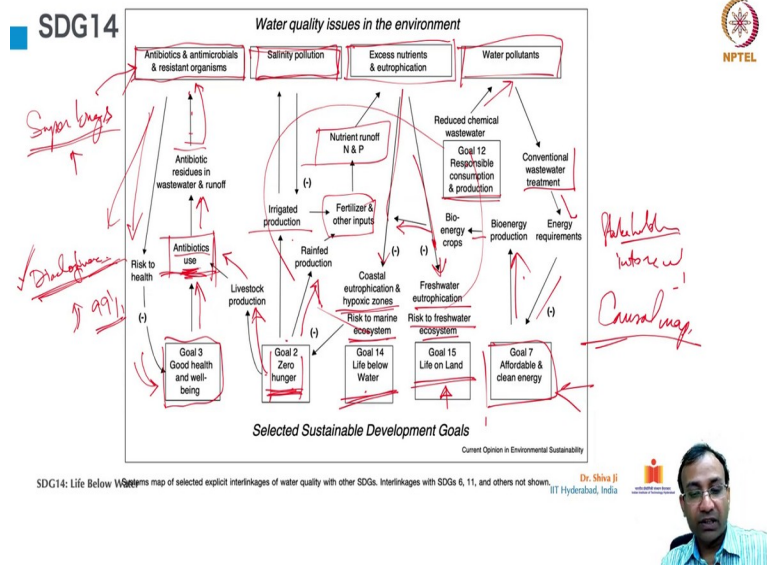 SDG14
Water quality issues in the environment
NPTEL
Antibiotics & antimicrobials
& resistant organisms
Salinity pollution
Excess nutrients
& eutrophication
Water pollutants
Antibiotic
residues in
wastewater & runoff
(-)
Nutrient runoff
N & P
Reduced chemical
wastewater
Goal 12
Responsible
consumption
& production
Conventional
wastewater
treatment
Irrigated
production
Fertilizer &
other inputs
Bio-
energy
crops
Bioenergy
production
Energy
requirements
Rainfed
production
Antibiotics
use
Risk to
health
Livestock
production
(-)
(-)
Coastal
eutrophication &
hypoxic zones
Freshwater
eutrophication
Risk to marine
ecosystem
Risk to freshwater
ecosystem
(-)
(-)
(-)
Goal 3
Good health
and well-
being
Goal 2
Zero
hunger
Goal 14
Life below
Water
Goal 15
Life on Land
Goal 7
Affordable &
clean energy
99%
Causal map
Selected Sustainable Development Goals
Current Opinion in Environmental Sustainability
SDG14: Life Below Water
Systems map of selected explicit interlinkages of water quality with other SDGs. Interlinkages with SDGs 6, 11, and others not shown.
Dr. Shiva Ji
IIT Hyderabad, India